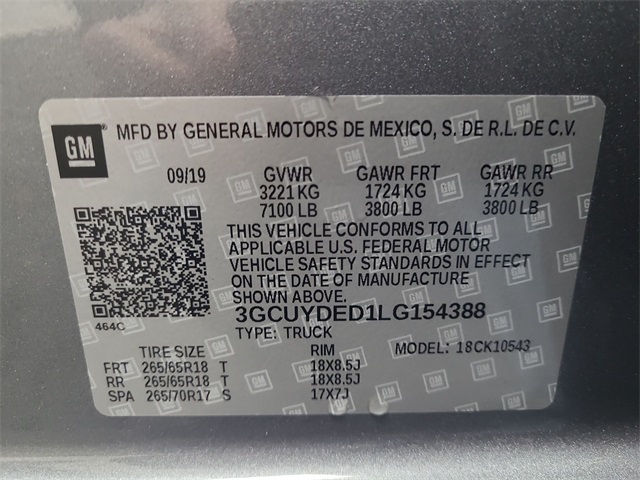 GM
MFD BY GENERAL MOTORS DE MEXICO, S. DE R.L. DE C.V.
09/19 GVWR GAWR FRT GAWR RR
3221 KG 1724 KG 1724 KG
7100 LB 3800 LB 3800 LB
THIS VEHICLE CONFORMS TO ALL
APPLICABLE U.S. FEDERAL MOTOR
VEHICLE SAFETY STANDARDS IN EFFECT
ON THE DATE OF MANUFACTURE
SHOWN ABOVE.
464C
3GCUYDED1LG154388
TYPE: TRUCK
TIRE SIZE RIM MODEL: 18CK10543
FRT 265/65R18 T 18X8.5J
RR 265/65R18 T 18X8.5J
SPA 265/70R17 S 17X7J